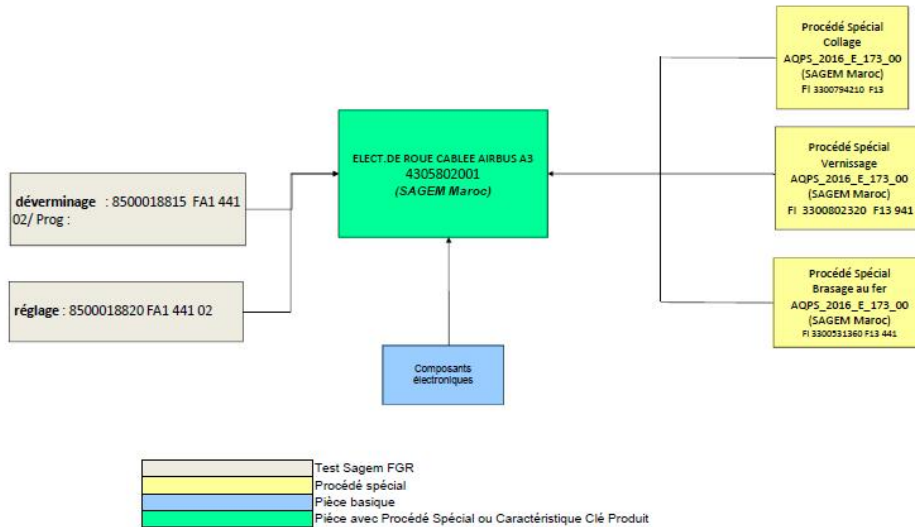 Procédé Spécial
Collage
AQPS_2016_E_173_00
(SAGEM Maroc)
FI 3300794210 F13
ELECT.DE ROUE CABLEE AIRBUS A3
4305802001
(SAGEM Maroc)
Procédé Spécial
Vernissage
AQPS_2016_E_173_00
(SAGEM Maroc)
FI 3300802320 F13 941
déverminage : 8500018815 FA1 441
02/ Prog :
réglage : 8500018820 FA1 441 02
Procédé Spécial
Brasage au fer
AQPS_2016_E_173_00
(SAGEM Maroc)
FI 3300531360 F13 441
Composants
électroniques
Test Sagem FGR
Procédé spécial
Pièce basique
Pièce avec Procédé Spécial ou Caractéristique Clé Produit